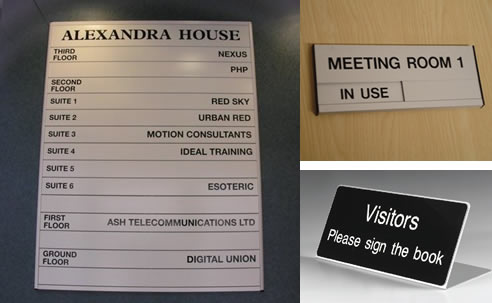 ALEXANDRA HOUSE
THIRD FLOOR NEXUS
PHP
SECOND FLOOR
SUITE 1 RED SKY
SUITE 2 URBAN RED
SUITE 3 MOTION CONSULTANTS
SUITE 4 IDEAL TRAINING
SUITE 5
SUITE 6 ESOTERIC
FIRST FLOOR ASH TELECOMMUNICATIONS LTD
GROUND FLOOR DIGITAL UNION
MEETING ROOM 1
IN USE
Visitors
Please sign the book